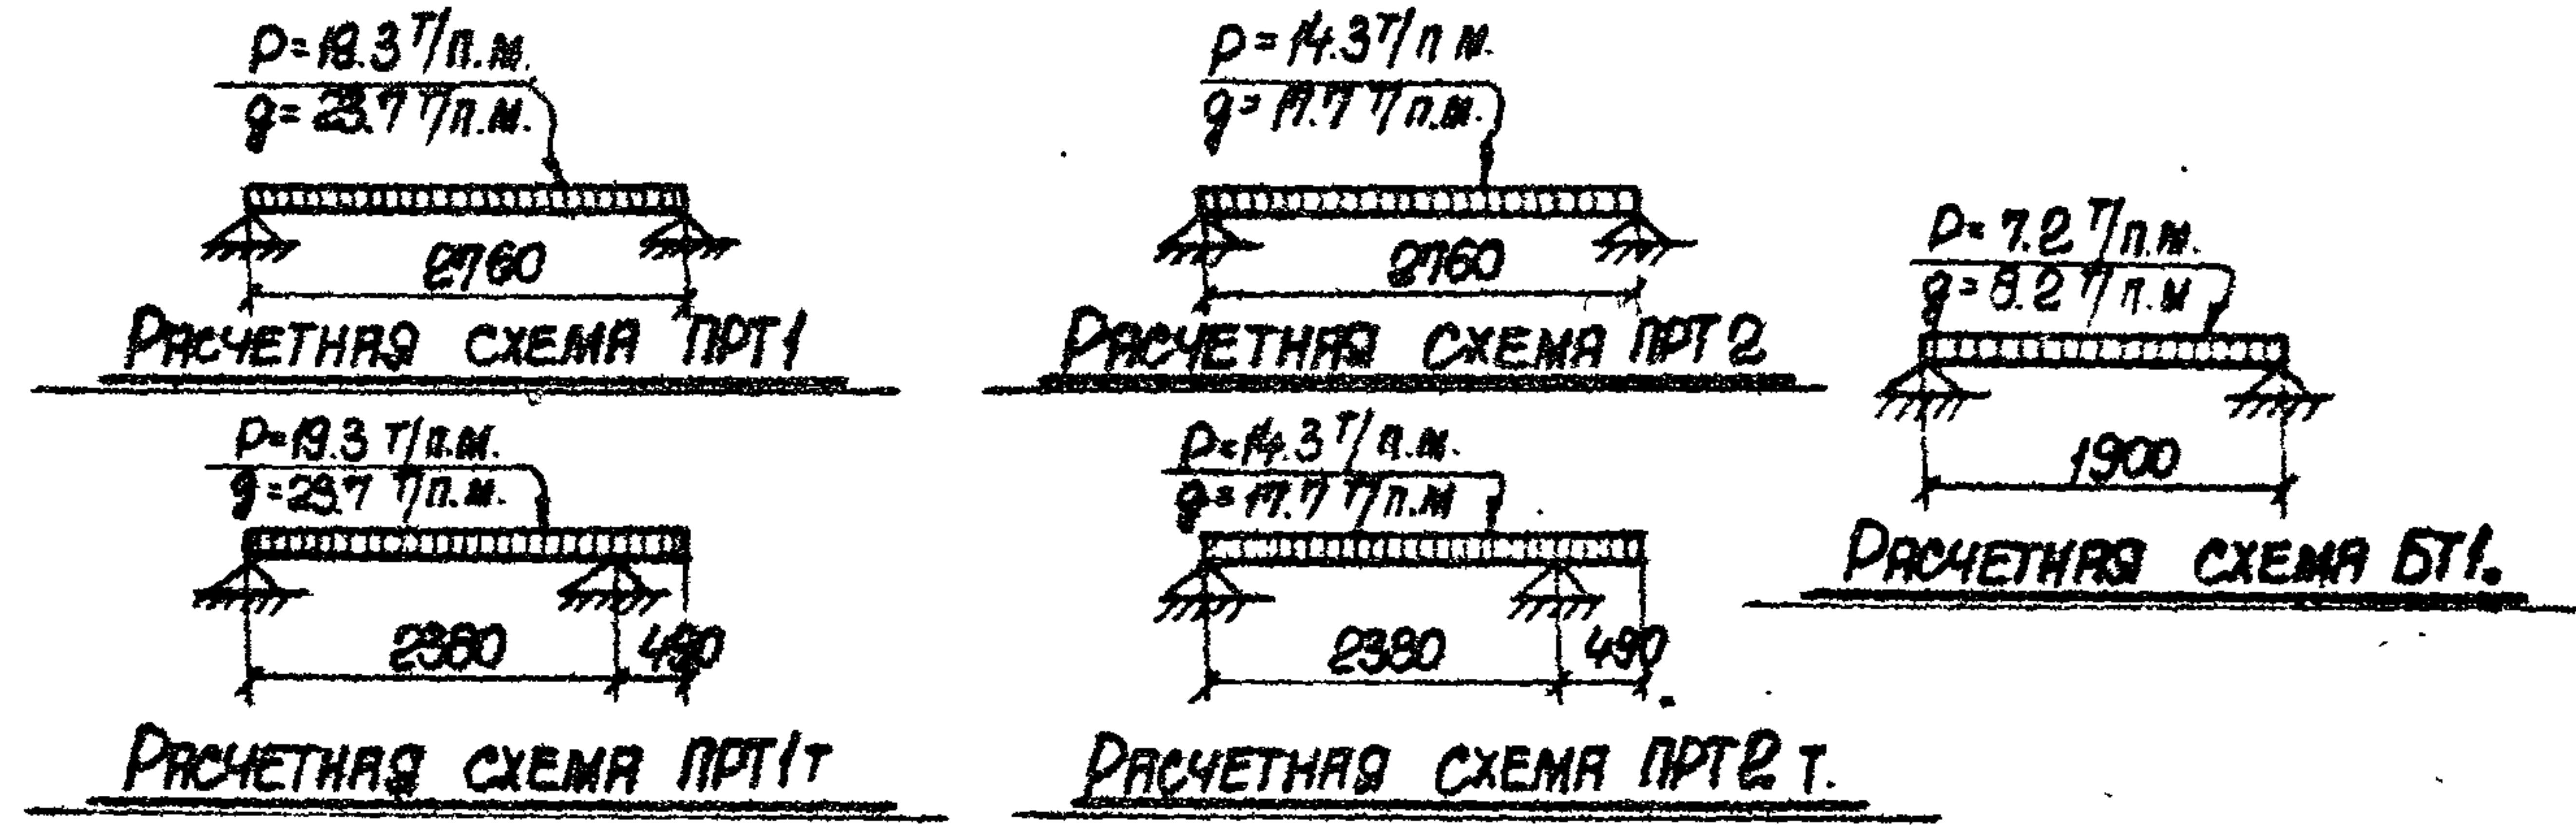 P=18.3 Т/п.м.
g=23.7 Т/п.м.
2760
РАСЧЕТНАЯ СХЕМА ПРТ1
P=14.3 Т/п м.
g=17.7 Т/п.м.
2760
РАСЧЕТНАЯ СХЕМА ПРТ2
P=7.2 Т/п.м.
g=8.2 Т/п.м
1900
РАСЧЕТНАЯ СХЕМА БТ1.
P=19.3 Т/п.м.
g=23.7 Т/п.м.
2380 490
РАСЧЕТНАЯ СХЕМА ПРТ1т
P=14.3 Т/п.м.
g=17.7 Т/п.м
2380 490
РАСЧЕТНАЯ СХЕМА ПРТ2т.